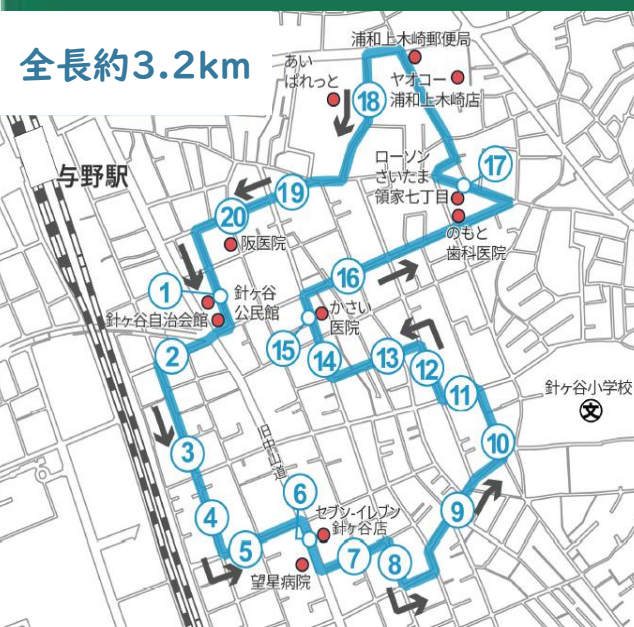 全長約3.2km
浦和上木崎郵便局
あい
ぱれっと
ヤオコー
浦和上木崎店
18
与野駅
ローソン
さいたま
領家七丁目
17
19
20
阪医院
のもと
歯科医院
16
1
針ヶ谷
公民館
針ヶ谷自治会館
かさい
医院
15
14
13
12
2
11
針ヶ谷小学校
文
10
3
旧中山道
6
セブン-イレブン
針ヶ谷店
9
4
5
7
8
望星病院